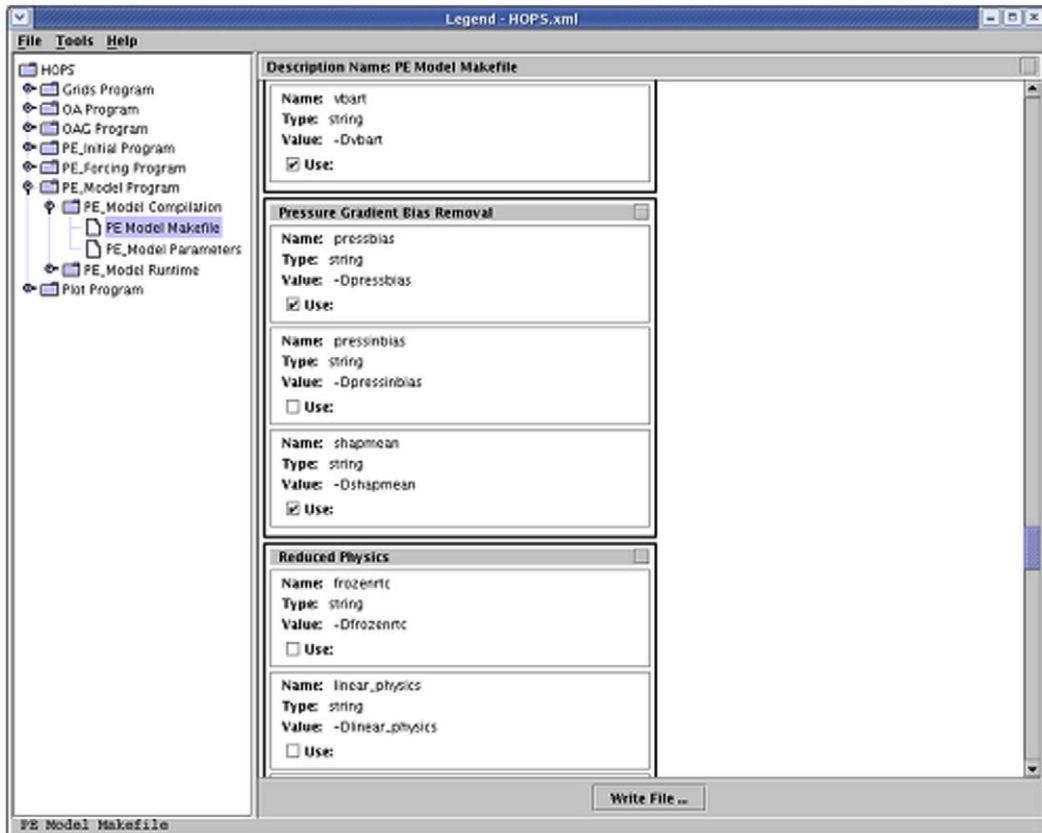 Legend - HOPS.xml
File Tools Help
HOPS
Grids Program
OA Program
OAG Program
PE_Initial Program
PE_Forcing Program
PE_Model Program
PE_Model Compilation
PE Model Makefile
PE_Model Parameters
PE_Model Runtime
Plot Program
Description Name: PE Model Makefile
Name: vbart
Type: string
Value: -Dvbart
Use:
Pressure Gradient Bias Removal
Name: pressbias
Type: string
Value: -Dpressbias
Use:
Name: pressinbias
Type: string
Value: -Dpressinbias
Use:
Name: shapmean
Type: string
Value: -Dshapmean
Use:
Reduced Physics
Name: frozenrtc
Type: string
Value: -Dfrozenrtc
Use:
Name: linear_physics
Type: string
Value: -Dlinear_physics
Use:
Write File ...
PE Model Makefile